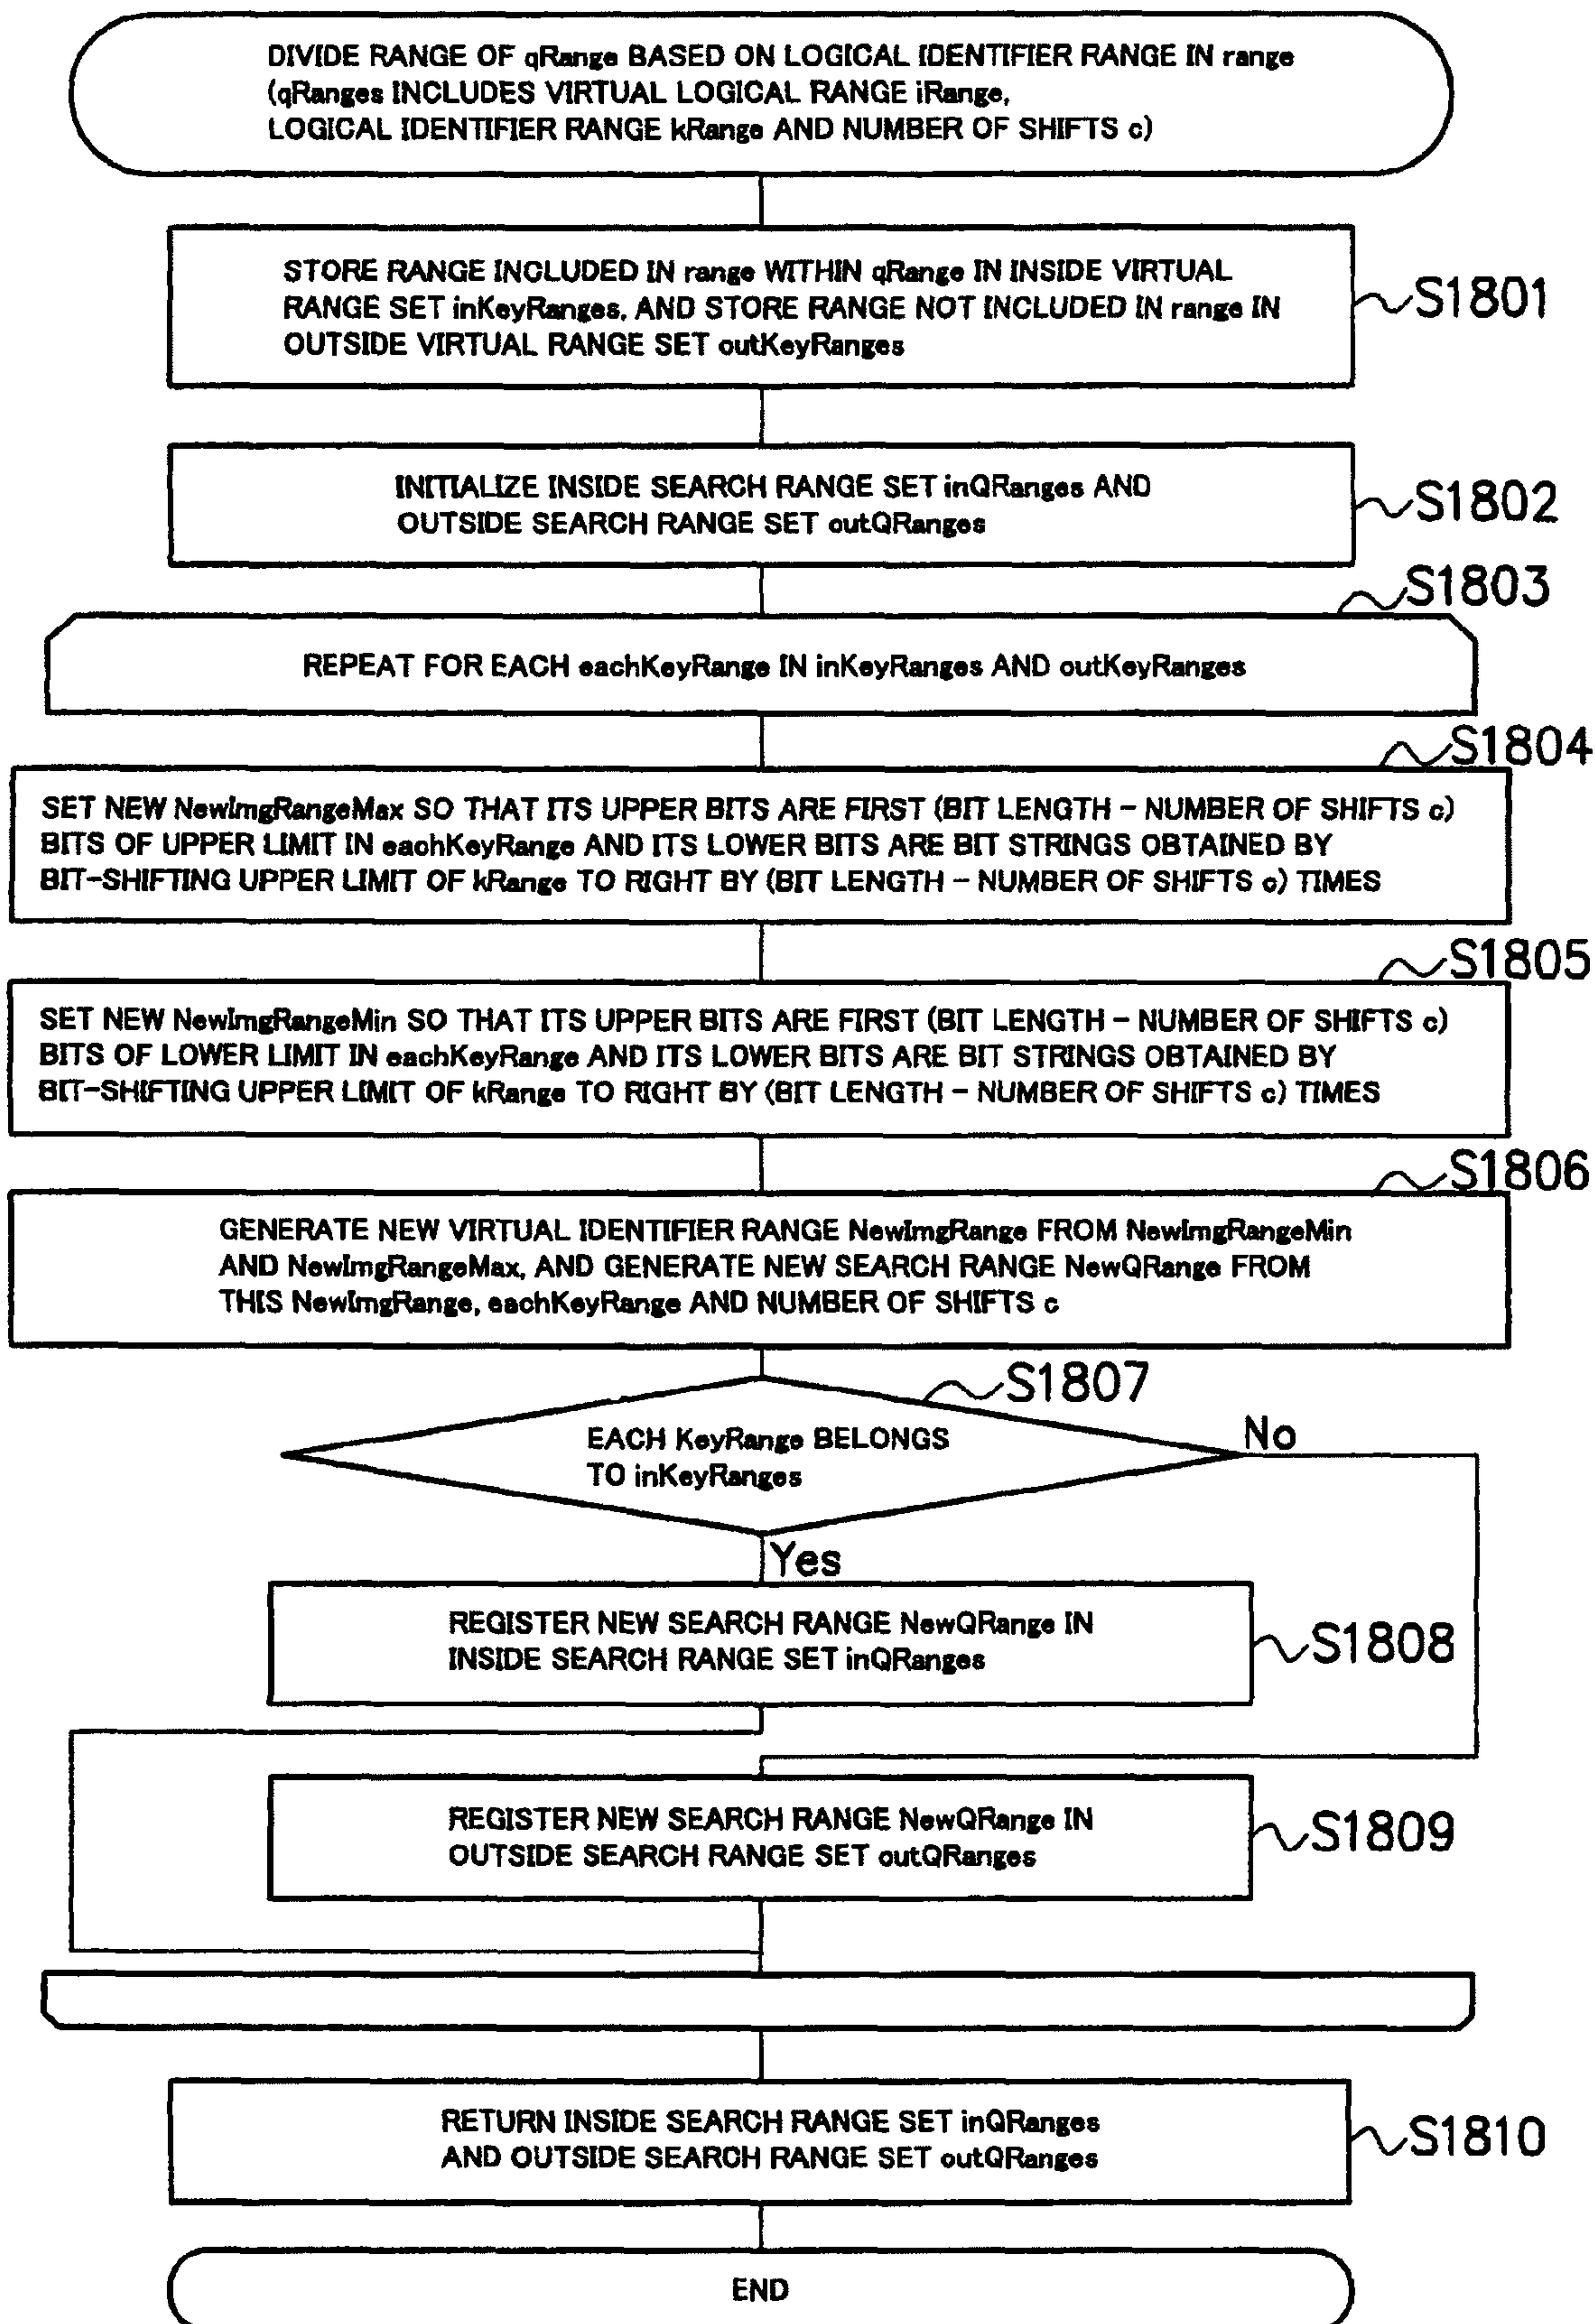 DIVIDE RANGE OF qRange BASED ON LOGICAL IDENTIFIER RANGE IN range
(qRanges INCLUDES VIRTUAL LOGICAL RANGE iRange,
LOGICAL IDENTIFIER RANGE kRange AND NUMBER OF SHIFTS c)
STORE RANGE INCLUDED IN range WITHIN qRange IN INSIDE VIRTUAL
RANGE SET inKeyRanges, AND STORE RANGE NOT INCLUDED IN range IN
OUTSIDE VIRTUAL RANGE SET outKeyRanges
S1801
INITIALIZE INSIDE SEARCH RANGE SET inQRanges AND
OUTSIDE SEARCH RANGE SET outQRanges
S1802
S1803
REPEAT FOR EACH eachKeyRange IN inKeyRanges AND outKeyRanges
S1804
SET NEW NewImgRangeMax SO THAT ITS UPPER BITS ARE FIRST (BIT LENGTH - NUMBER OF SHIFTS c)
BITS OF UPPER LIMIT IN eachKeyRange AND ITS LOWER BITS ARE BIT STRINGS OBTAINED BY
BIT-SHIFTING UPPER LIMIT OF kRange TO RIGHT BY (BIT LENGTH - NUMBER OF SHIFTS c) TIMES
S1805
SET NEW NewImgRangeMin SO THAT ITS UPPER BITS ARE FIRST (BIT LENGTH - NUMBER OF SHIFTS c)
BITS OF LOWER LIMIT IN eachKeyRange AND ITS LOWER BITS ARE BIT STRINGS OBTAINED BY
BIT-SHIFTING UPPER LIMIT OF kRange TO RIGHT BY (BIT LENGTH - NUMBER OF SHIFTS c) TIMES
S1806
GENERATE NEW VIRTUAL IDENTIFIER RANGE NewImgRange FROM NewImgRangeMin
AND NewImgRangeMax, AND GENERATE NEW SEARCH RANGE NewQRange FROM
THIS NewImgRange, eachKeyRange AND NUMBER OF SHIFTS c
S1807
EACH KeyRange BELONGS
TO inKeyRanges
No
Yes
REGISTER NEW SEARCH RANGE NewQRange IN
INSIDE SEARCH RANGE SET inQRanges
S1808
REGISTER NEW SEARCH RANGE NewQRange IN
OUTSIDE SEARCH RANGE SET outQRanges
S1809
RETURN INSIDE SEARCH RANGE SET inQRanges
AND OUTSIDE SEARCH RANGE SET outQRanges
S1810
END